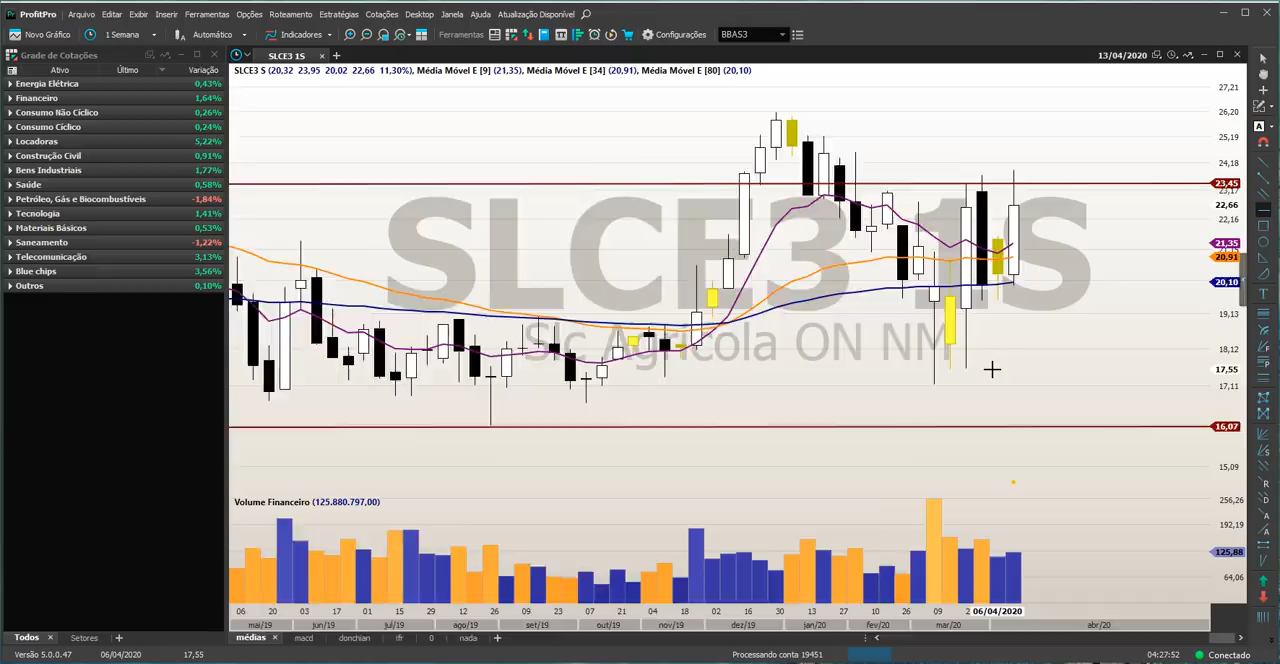 ProfitPro Arquivo Editar Exibir Inserir Ferramentas Opções Roteamento Estratégias Cotações Desktop Janela Ajuda Atualização Disponível
Novo Gráfico 1 Semana Automático Indicadores Ferramentas Configurações BBAS3
Grade de Cotações SLCE3 1S 13/04/2020
Ativo Último Variação
SLCE3 S (20,32 23,95 20,02 22,66 11,30%), Média Móvel E [9] (21,35), Média Móvel E [34] (20,91), Média Móvel E [80] (20,10)
Energia Elétrica 0,43%
Financeiro 1,64%
Consumo Não Cíclico 0,26%
Consumo Cíclico 0,24%
Locadoras 5,22%
Construção Civil 0,91%
Bens Industriais 1,77%
Saúde 0,58%
Petróleo, Gás e Biocombustíveis -1,84%
Tecnologia 1,41%
Materiais Básicos 0,53%
Saneamento -1,22%
Telecomunicação 3,13%
Blue chips 3,56%
Outros 0,10%
SLCE3 1S
Slc Agrícola ON NM
27,21
26,20
25,19
24,18
23,45
23,17
22,66
22,16
21,35
20,91
20,10
19,13
18,12
17,55
17,11
16,07
15,09
Volume Financeiro (125.880.797,00)
256,26
192,19
125,88
64,06
06 20 03 17 01 15 29 12 26 09 23 07 21 04 18 02 16 30 13 27 10 26 09 2 06/04/2020
mai/19 jun/19 jul/19 ago/19 set/19 out/19 nov/19 dez/19 jan/20 fev/20 mar/20 abr/20
Todos Setores médias macd donchian ifr 0 nada
Versão 5.0.0.47 06/04/2020 17,55 Processando conta 19451 04:27:52 Conectado